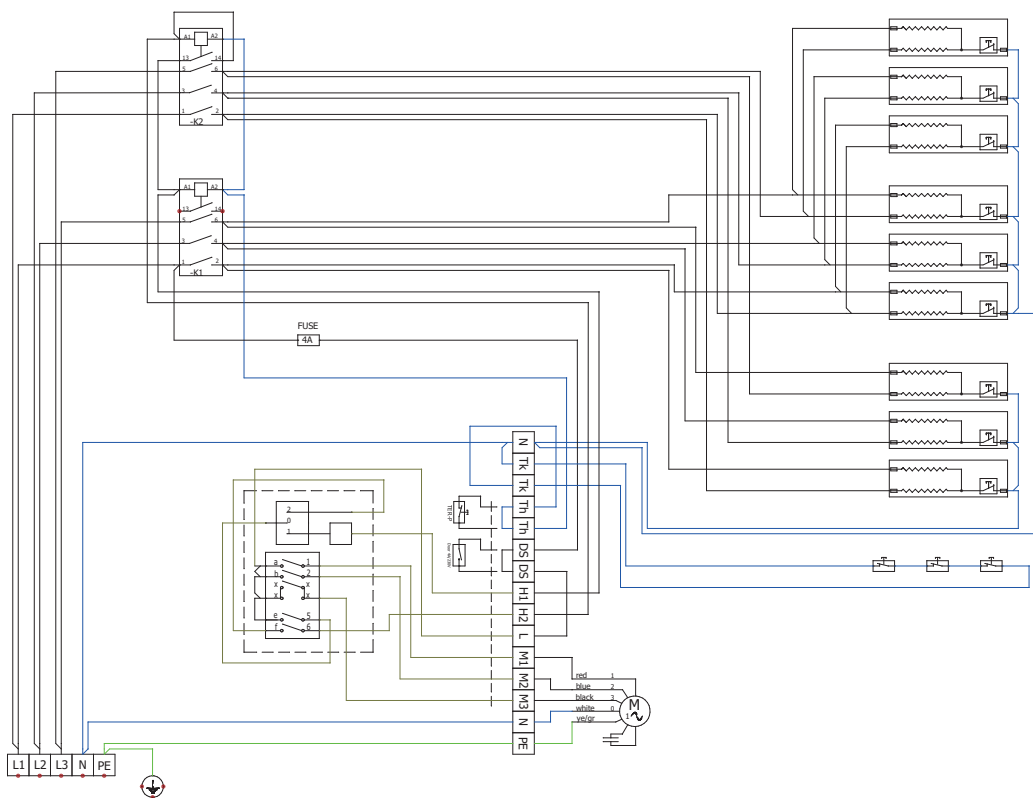 A1 A2
13 14
5 6
3 4
1 2
-K2
A1 A2
13 14
5 6
3 4
1 2
-K1
FUSE
4A
N
Tk
Tk
Th
Th
DS
DS
H1
H2
L
M1
M2
M3
N
PE
TER-P
2
0
1
a 1
b 2
x x
x x
e 5
f 6
red 1
blue 2
black 3
white 0
ye/gr
M
1
L1 L2 L3 N PE